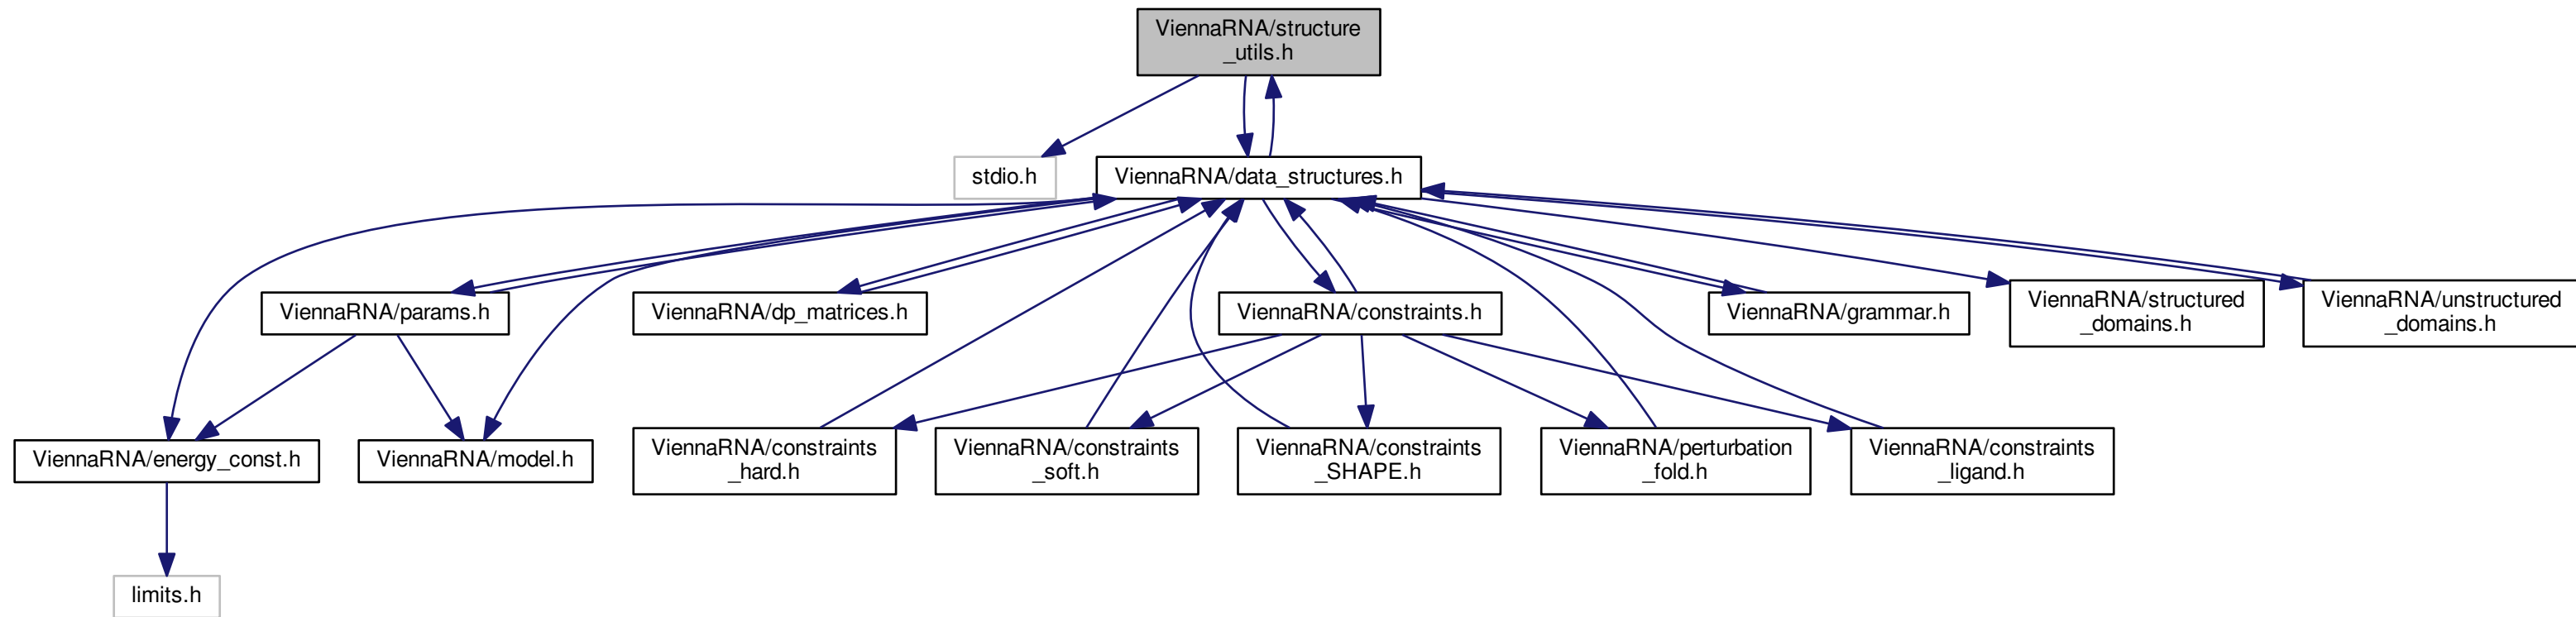 ViennaRNA/structure
_utils.h
stdio.h
ViennaRNA/data_structures.h
ViennaRNA/params.h
ViennaRNA/dp_matrices.h
ViennaRNA/constraints.h
ViennaRNA/grammar.h
ViennaRNA/structured
_domains.h
ViennaRNA/unstructured
_domains.h
ViennaRNA/energy_const.h
ViennaRNA/model.h
ViennaRNA/constraints
_hard.h
ViennaRNA/constraints
_soft.h
ViennaRNA/constraints
_SHAPE.h
ViennaRNA/perturbation
_fold.h
ViennaRNA/constraints
_ligand.h
limits.h